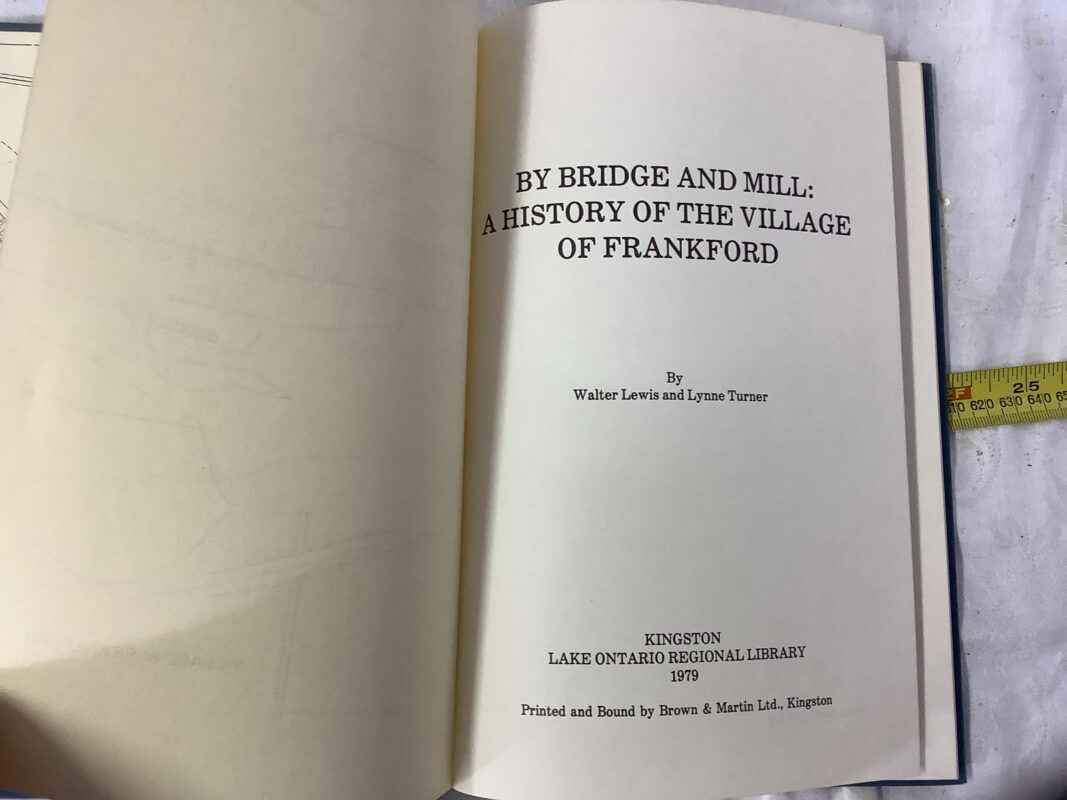 BY BRIDGE AND MILL:
A HISTORY OF THE VILLAGE
OF FRANKFORD
By
Walter Lewis and Lynne Turner
KINGSTON
LAKE ONTARIO REGIONAL LIBRARY
1979
Printed and Bound by Brown & Martin Ltd., Kingston
25
620 630 640